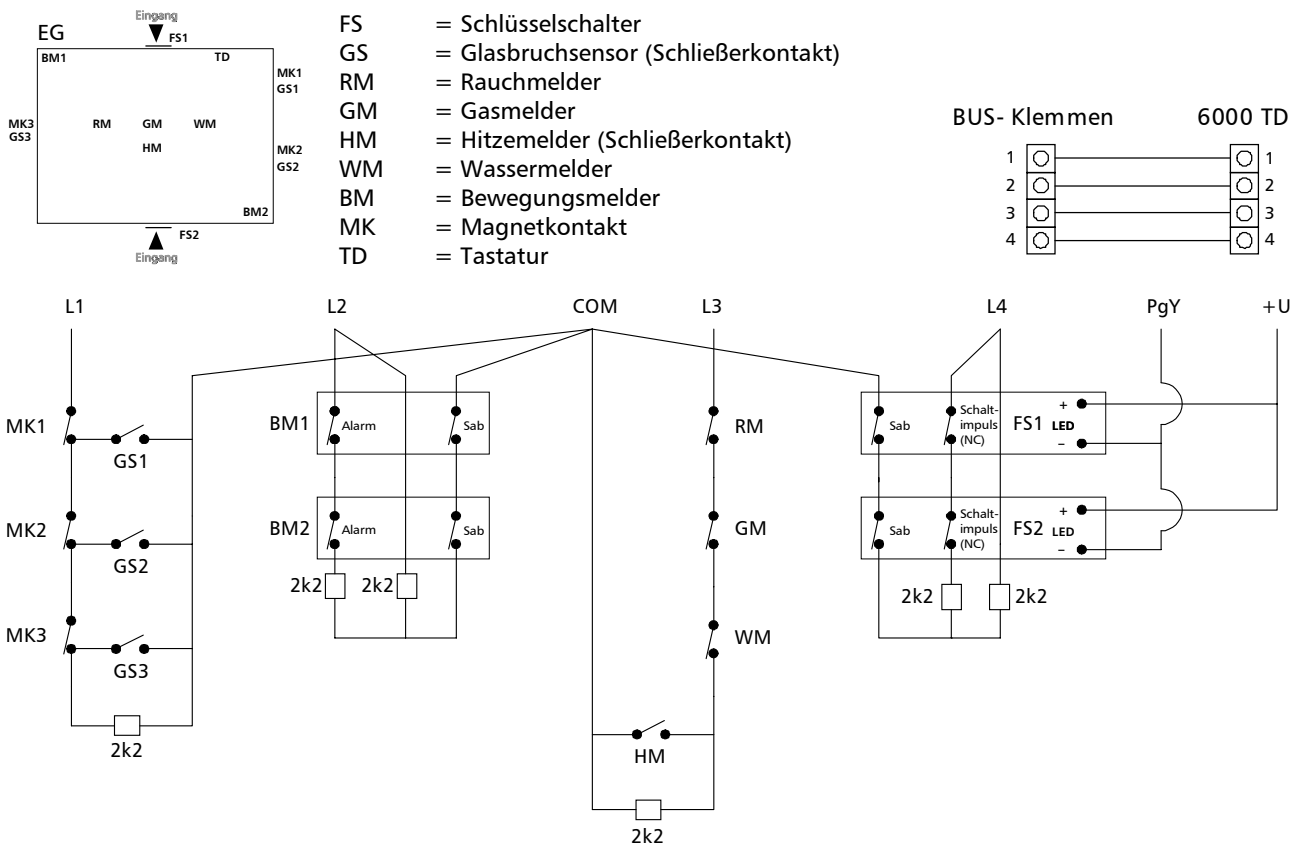 Eingang
FS1
EG
BM1 TD
MK1
GS1
MK3
GS3
RM GM WM
HM
MK2
GS2
BM2
FS2
Eingang
FS = Schlüsselschalter
GS = Glasbruchsensor (Schließerkontakt)
RM = Rauchmelder
GM = Gasmelder
HM = Hitzemelder (Schließerkontakt)
WM = Wassermelder
BM = Bewegungsmelder
MK = Magnetkontakt
TD = Tastatur
BUS- Klemmen 6000 TD
1 1
2 2
3 3
4 4
L1 L2 COM L3 L4 PgY +U
MK1
GS1
MK2
GS2
MK3
GS3
2k2
BM1 Alarm Sab
BM2 Alarm Sab
2k2 2k2
RM
GM
WM
HM
2k2
Sab Schalt-
impuls
(NC)
FS1 + LED –
Sab Schalt-
impuls
(NC)
FS2 + LED –
2k2 2k2